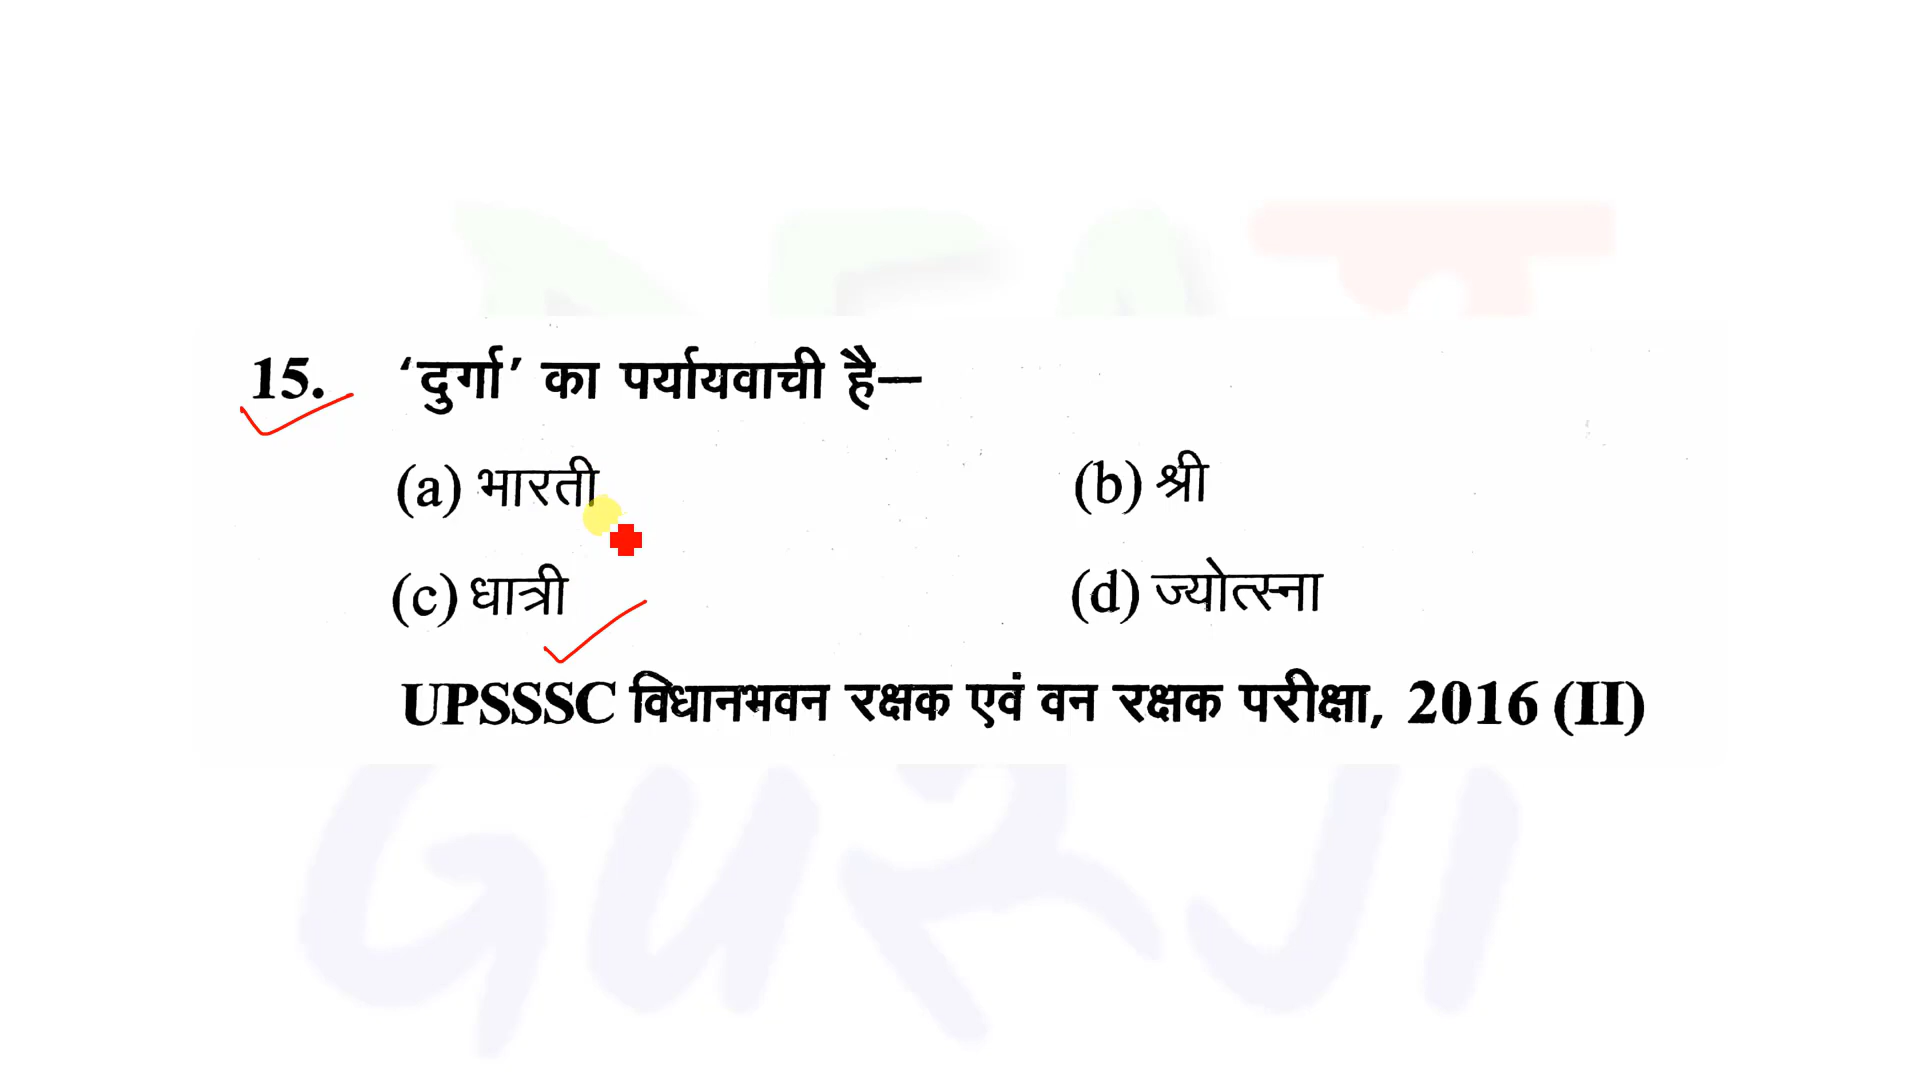 15. ‘दुर्गा’ का पर्यायवाची है—
(a) भारती (b) श्री
(c) धात्री (d) ज्योत्स्ना
UPSSSC विधानभवन रक्षक एवं वन रक्षक परीक्षा, 2016 (II)